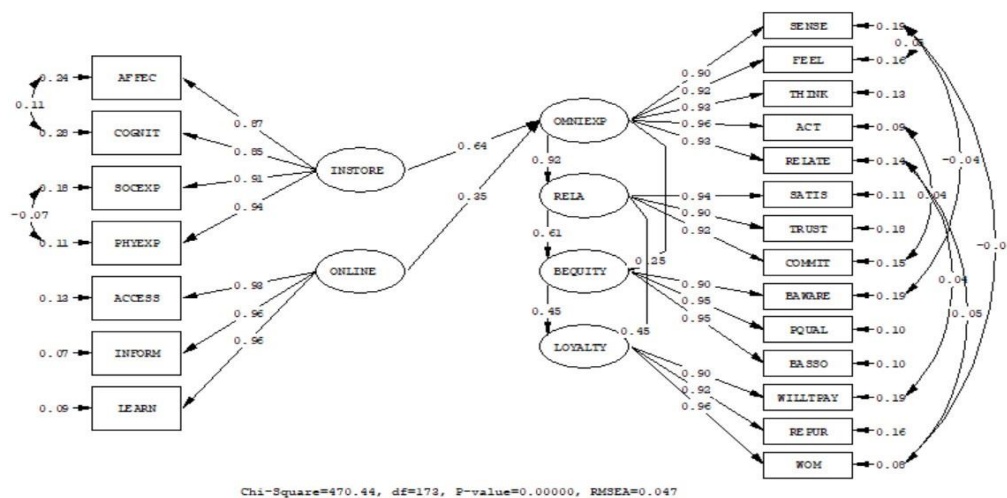 0.24 AFFEC
0.11
0.28 COGNIT
0.18 SOCEXP
-0.07
0.11 PHYEXP
0.13 ACCESS
0.07 INFORM
0.09 LEARN
0.87
0.85
0.91
0.94
INSTORE
0.93
0.96
0.96
ONLINE
0.64
0.35
OMNIEXP
0.92
RELA
0.61
BEQUITY
0.45
LOYALTY
0.25
0.45
0.90
0.92
0.93
0.96
0.93
0.94
0.90
0.92
0.90
0.95
0.95
0.90
0.92
0.96
SENSE 0.19
FEEL 0.16
THINK 0.13
ACT 0.09
RELATE 0.14
SATIS 0.11
TRUST 0.18
COMMIT 0.15
BAWARE 0.19
PQUAL 0.10
BASSO 0.10
WILLTPAY 0.19
REPUR 0.16
WOM 0.08
-0.04
0.04
0.04
0.05
Chi-Square=470.44, df=173, P-value=0.00000, RMSEA=0.047